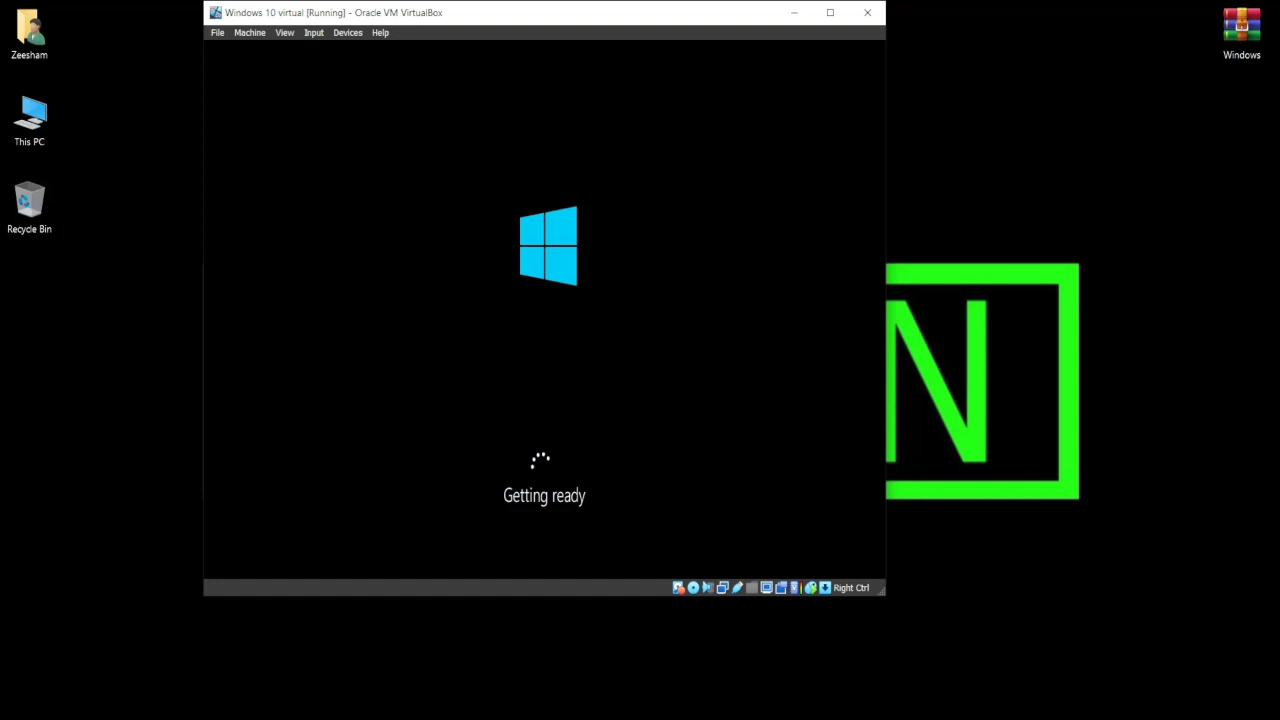 Windows 10 virtual [Running] - Oracle VM VirtualBox
File Machine View Input Devices Help
Zeesham
Windows
This PC
Recycle Bin
N
Getting ready
Right Ctrl